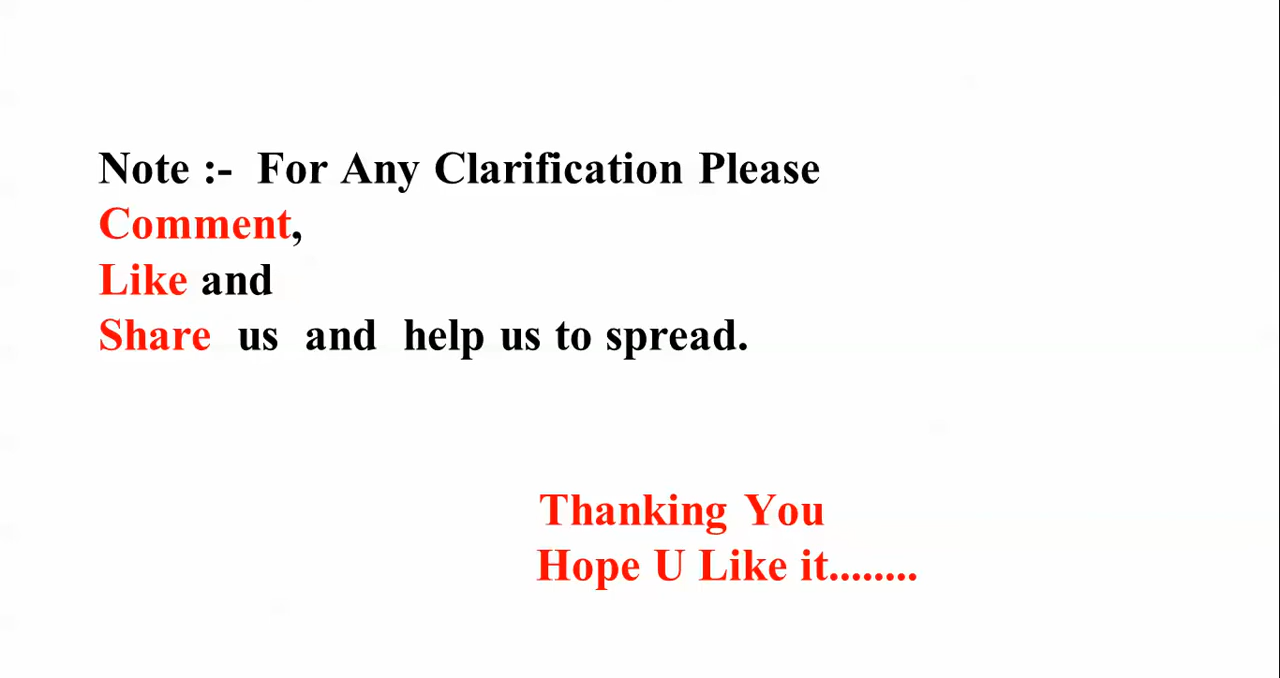 Note :- For Any Clarification Please
Comment,
Like and
Share us and help us to spread.
Thanking You
Hope U Like it........